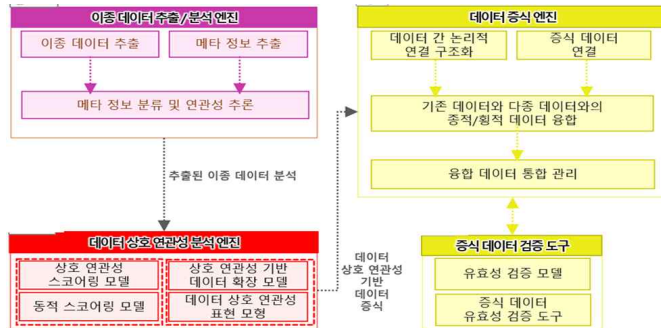 이종 데이터 추출/분석 엔진
이종 데이터 추출
메타 정보 추출
메타 정보 분류 및 연관성 추론
추출된 이종 데이터 분석
데이터 상호 연관성 분석 엔진
상호 연관성
스코어링 모델
상호 연관성 기반
데이터 확장 모델
동적 스코어링 모델
데이터 상호 연관성
표현 모형
데이터
상호 연관성
기반
데이터
증식
데이터 증식 엔진
데이터 간 논리적
연결 구조화
증식 데이터
연결
기존 데이터와 다종 데이터와의
종적/횡적 데이터 융합
융합 데이터 통합 관리
증식 데이터 검증 도구
유효성 검증 모델
증식 데이터
유효성 검증 도구